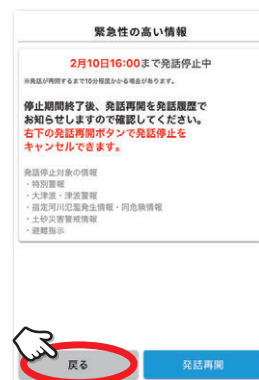 緊急性の高い情報
2月10日16:00まで発話停止中
※発話が再開するまで10分程度かかる場合があります。
停止期間終了後、発話再開を発話履歴で
お知らせしますので確認してください。
右下の発話再開ボタンで発話停止を
キャンセルできます。
発話停止対象の情報
・特別警報
・大津波・津波警報
・指定河川氾濫発生情報・同危険情報
・土砂災害警戒情報
・避難指示
戻る
発話再開